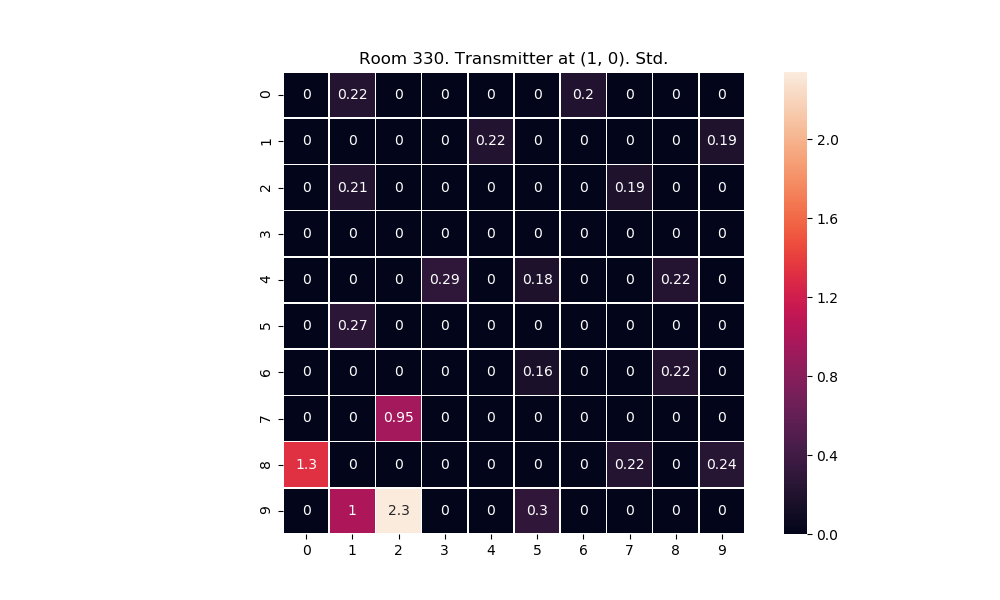 Room 330. Transmitter at (1, 0). Std.
0 0 0.22 0 0 0 0 0.2 0 0 0
1 0 0 0 0 0.22 0 0 0 0 0.19
2 0 0.21 0 0 0 0 0 0.19 0 0
3 0 0 0 0 0 0 0 0 0 0
4 0 0 0 0.29 0 0.18 0 0 0.22 0
5 0 0.27 0 0 0 0 0 0 0 0
6 0 0 0 0 0 0.16 0 0 0.22 0
7 0 0 0.95 0 0 0 0 0 0 0
8 1.3 0 0 0 0 0 0 0.22 0 0.24
9 0 1 2.3 0 0 0.3 0 0 0 0
0 1 2 3 4 5 6 7 8 9
2.0
1.6
1.2
0.8
0.4
0.0